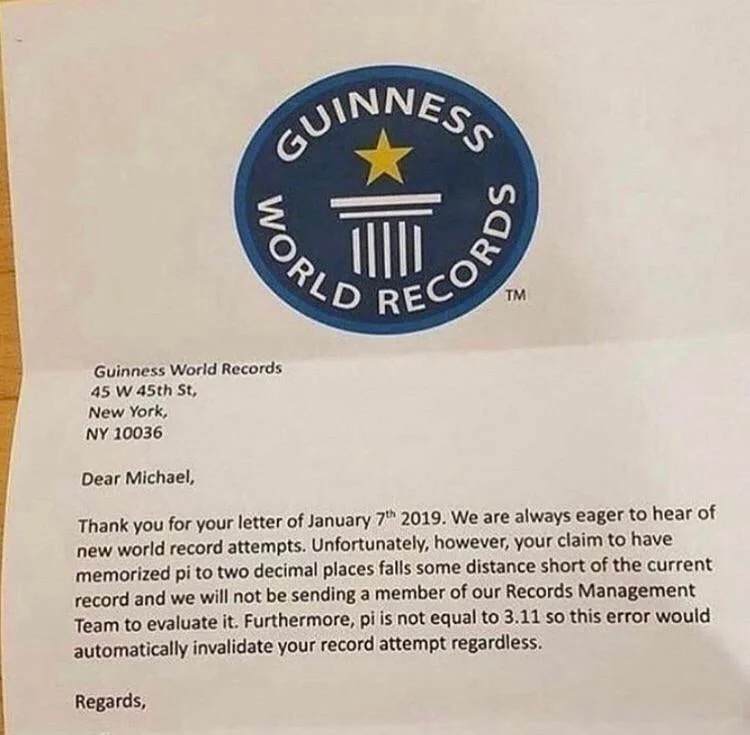 GUINNESS
WORLD RECORDS
TM
Guinness World Records
45 W 45th St,
New York,
NY 10036
Dear Michael,
Thank you for your letter of January 7th 2019. We are always eager to hear of
new world record attempts. Unfortunately, however, your claim to have
memorized pi to two decimal places falls some distance short of the current
record and we will not be sending a member of our Records Management
Team to evaluate it. Furthermore, pi is not equal to 3.11 so this error would
automatically invalidate your record attempt regardless.
Regards,